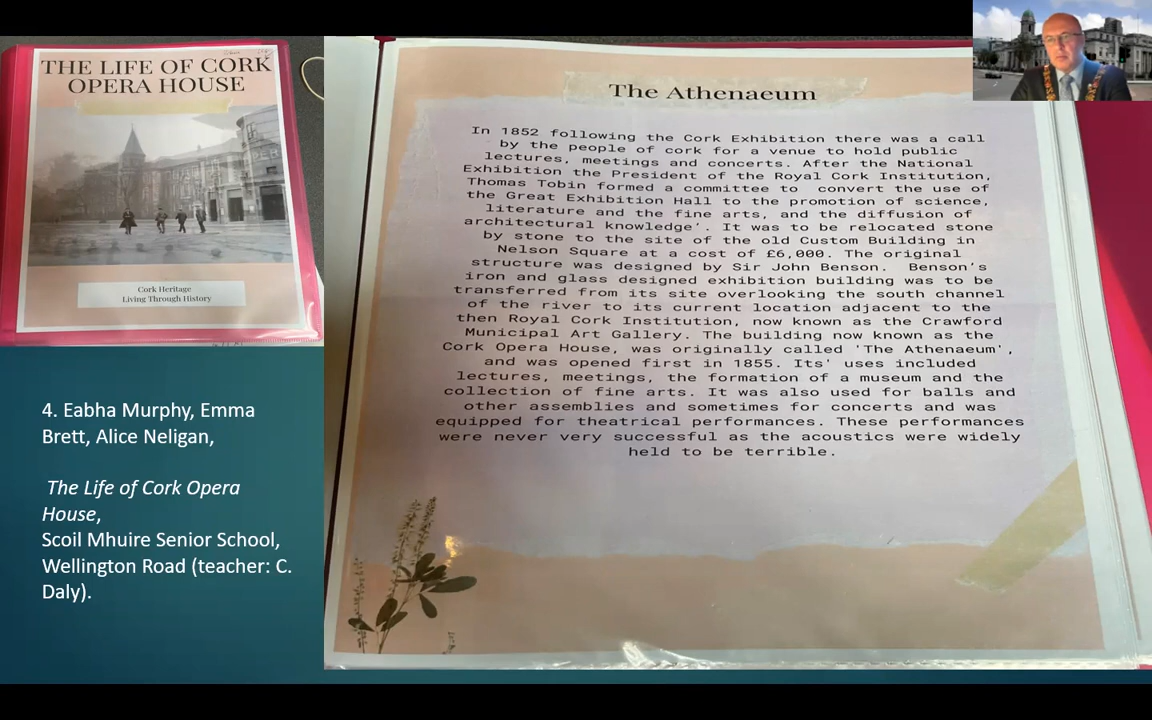 THE LIFE OF CORK
OPERA HOUSE
Cork Heritage
Living Through History
4. Eabha Murphy, Emma
Brett, Alice Neligan,
The Life of Cork Opera
House,
Scoil Mhuire Senior School,
Wellington Road (teacher: C.
Daly).
The Athenaeum
In 1852 following the Cork Exhibition there was a call
by the people of cork for a venue to hold public
lectures, meetings and concerts. After the National
Exhibition the President of the Royal Cork Institution,
Thomas Tobin formed a committee to convert the use of
the Great Exhibition Hall to the promotion of science,
literature and the fine arts, and the diffusion of
architectural knowledge'. It was to be relocated stone
by stone to the site of the old Custom Building in
Nelson Square at a cost of £6,000. The original
structure was designed by Sir John Benson. Benson's
iron and glass designed exhibition building was to be
transferred from its site overlooking the south channel
of the river to its current location adjacent to the
then Royal Cork Institution, now known as the Crawford
Municipal Art Gallery. The building now known as the
Cork Opera House, was originally called 'The Athenaeum',
and was opened first in 1855. Its' uses included
lectures, meetings, the formation of a museum and the
collection of fine arts. It was also used for balls and
other assemblies and sometimes for concerts and was
equipped for theatrical performances. These performances
were never very successful as the acoustics were widely
held to be terrible.